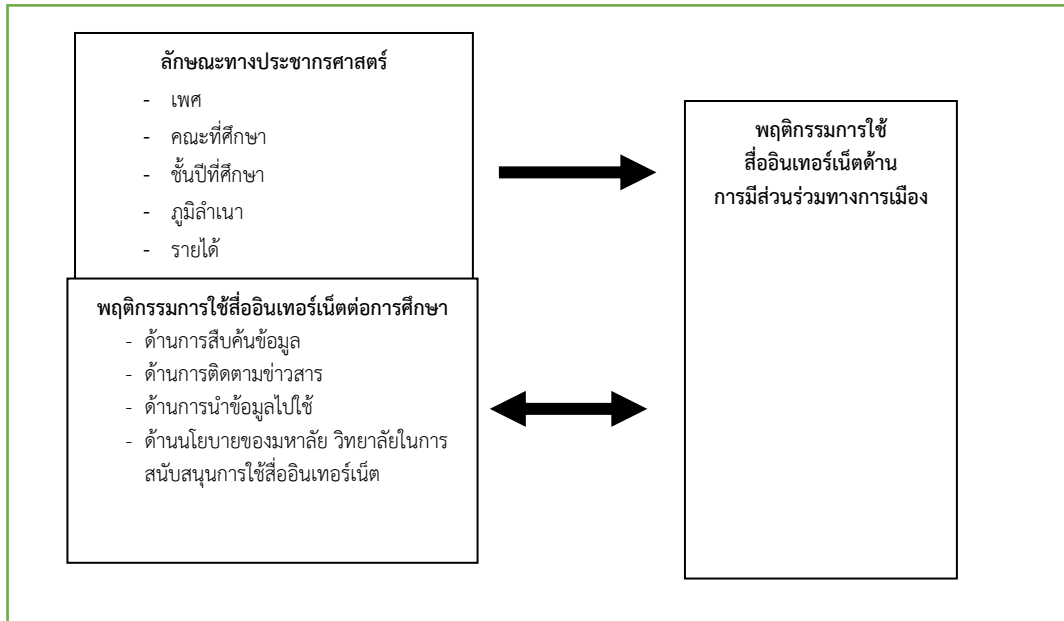 ลักษณะทางประชากรศาสตร์
- เพศ
- คณะที่ศึกษา
- ชั้นปีที่ศึกษา
- ภูมิลำเนา
- รายได้
พฤติกรรมการใช้สื่ออินเทอร์เน็ตต่อการศึกษา
- ด้านการสืบค้นข้อมูล
- ด้านการติดตามข่าวสาร
- ด้านการนำข้อมูลไปใช้
- ด้านนโยบายของมหาลัย วิทยาลัยในการ
สนับสนุนการใช้สื่ออินเทอร์เน็ต
พฤติกรรมการใช้
สื่ออินเทอร์เน็ตด้าน
การมีส่วนร่วมทางการเมือง